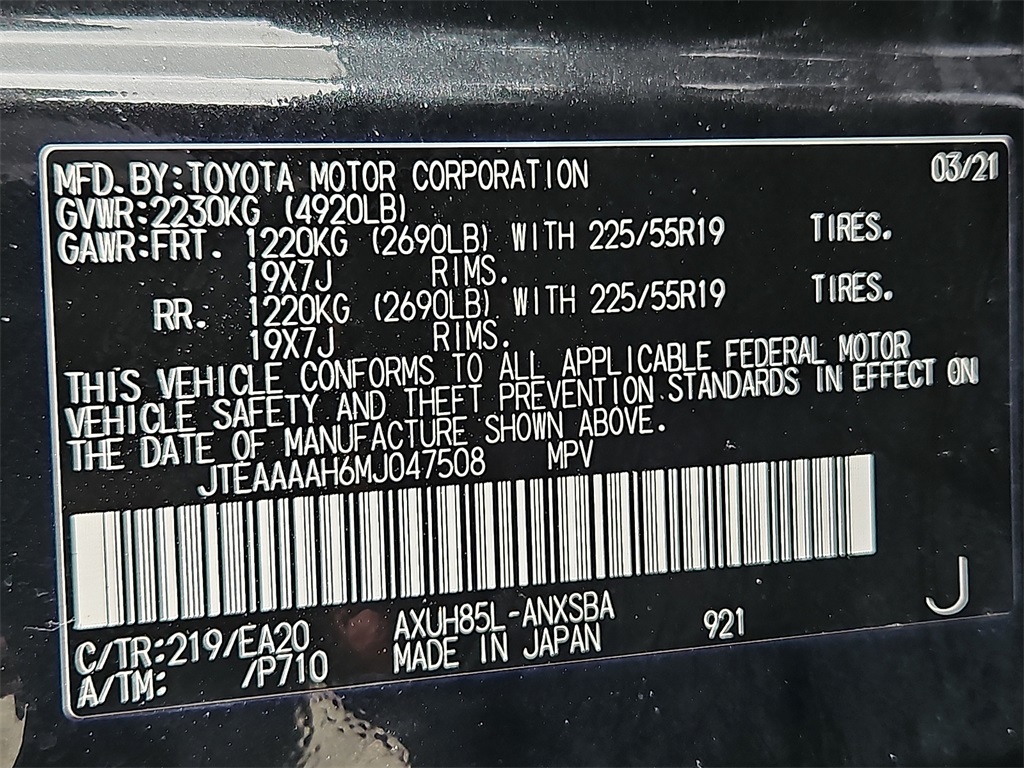 MFD. BY: TOYOTA MOTOR CORPORATION 03/21
GVWR: 2230KG (4920LB)
GAWR: FRT. 1220KG (2690LB) WITH 225/55R19 TIRES.
19X7J RIMS.
RR. 1220KG (2690LB) WITH 225/55R19 TIRES.
19X7J RIMS.
THIS VEHICLE CONFORMS TO ALL APPLICABLE FEDERAL MOTOR
VEHICLE SAFETY AND THEFT PREVENTION STANDARDS IN EFFECT ON
THE DATE OF MANUFACTURE SHOWN ABOVE.
JTEAAAAH6MJ047508 MPV
C/TR: 219/EA20 AXUH85L-ANXSBA 921 J
A/TM: /P710 MADE IN JAPAN